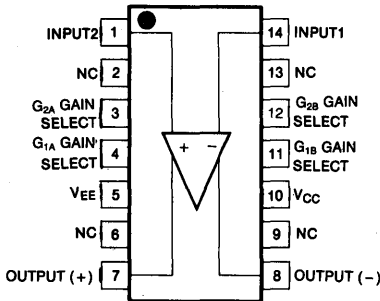 INPUT2 1 14 INPUT1
NC 2 13 NC
G2A GAIN SELECT 3 12 G2B GAIN SELECT
G1A GAIN' SELECT 4 11 G1B GAIN SELECT
+ −
VEE 5 10 VCC
NC 6 9 NC
OUTPUT (+) 7 8 OUTPUT (−)